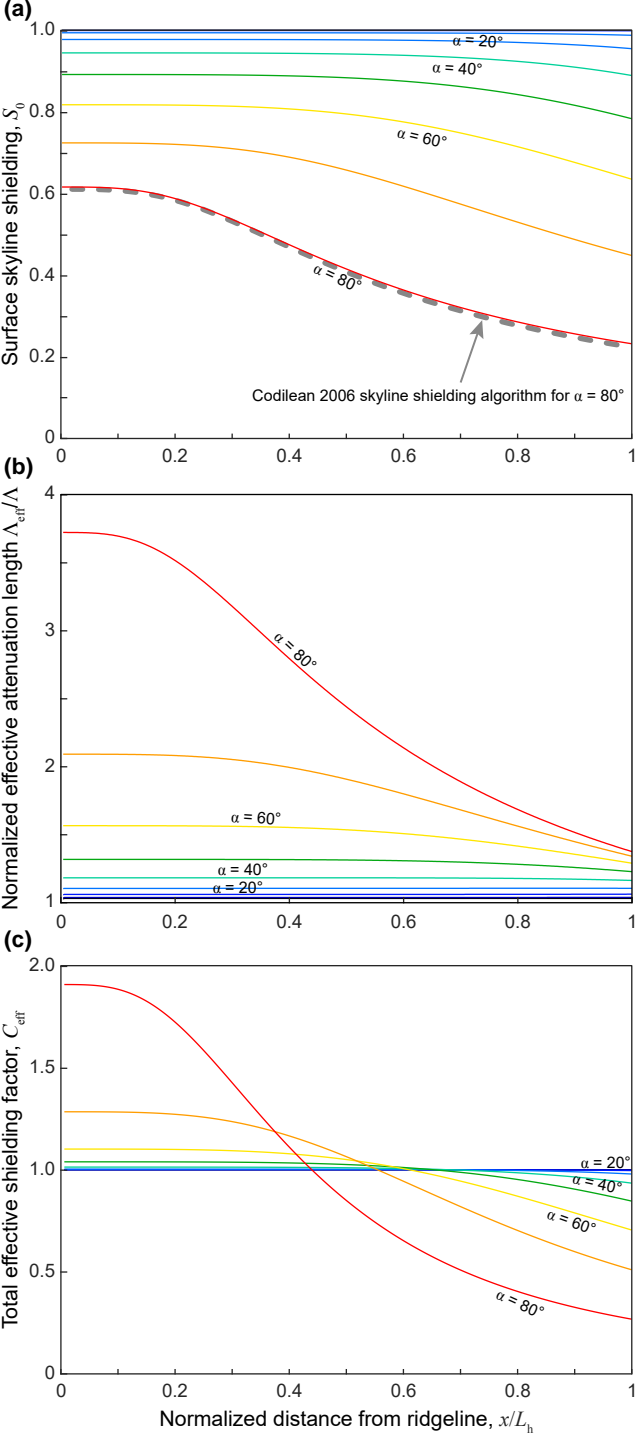 (a)
1.0
0.8
0.6
0.4
0.2
0
Surface skyline shielding, S₀
α = 20°
α = 40°
α = 60°
α = 80°
Codilean 2006 skyline shielding algorithm for α = 80°
0 0.2 0.4 0.6 0.8 1
(b)
4
3
2
1
Normalized effective attenuation length Λeff/Λ
α = 80°
α = 60°
α = 40°
α = 20°
0 0.2 0.4 0.6 0.8 1
(c)
2.0
1.5
1.0
0.5
0
Total effective shielding factor, Ceff
α = 20°
α = 40°
α = 60°
α = 80°
0 0.2 0.4 0.6 0.8 1
Normalized distance from ridgeline, x/Lh